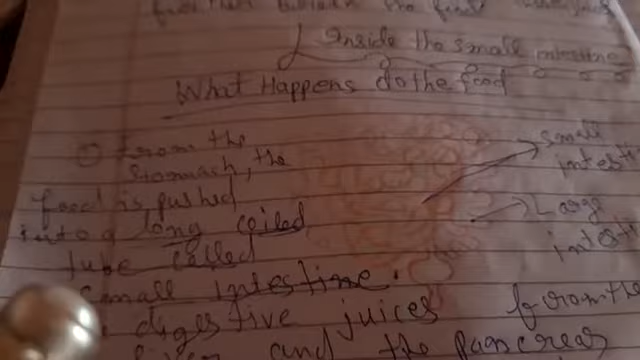 Inside the small intestine
What Happens do the food
From the
Stomach, the
food is pushed
into a long coiled
tube called
Small intestine.
digestive juices from the
and the pancreas
Small
intesti
Large
intesti